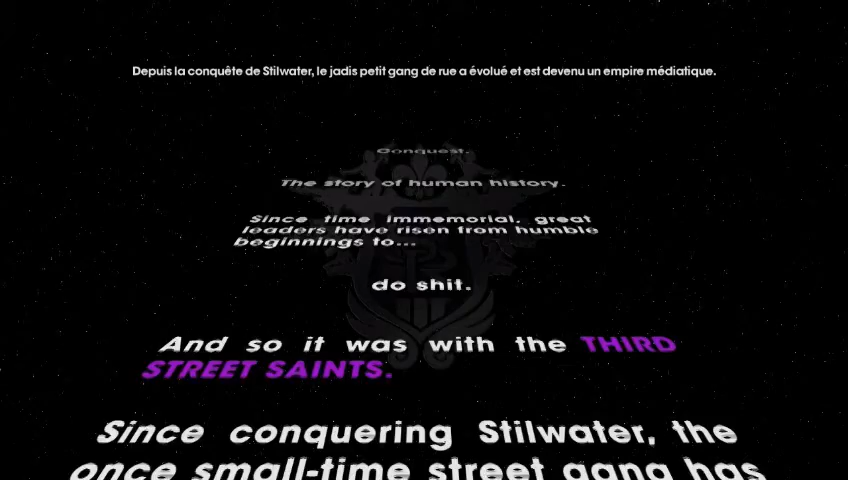 Depuis la conquête de Stilwater, le jadis petit gang de rue a évolué et est devenu un empire médiatique.
Conquest.
The story of human history.
Since time immemorial, great
leaders have risen from humble
beginnings to...
do shit.
And so it was with the THIRD
STREET SAINTS.
Since conquering Stilwater, the
once small-time street gang has